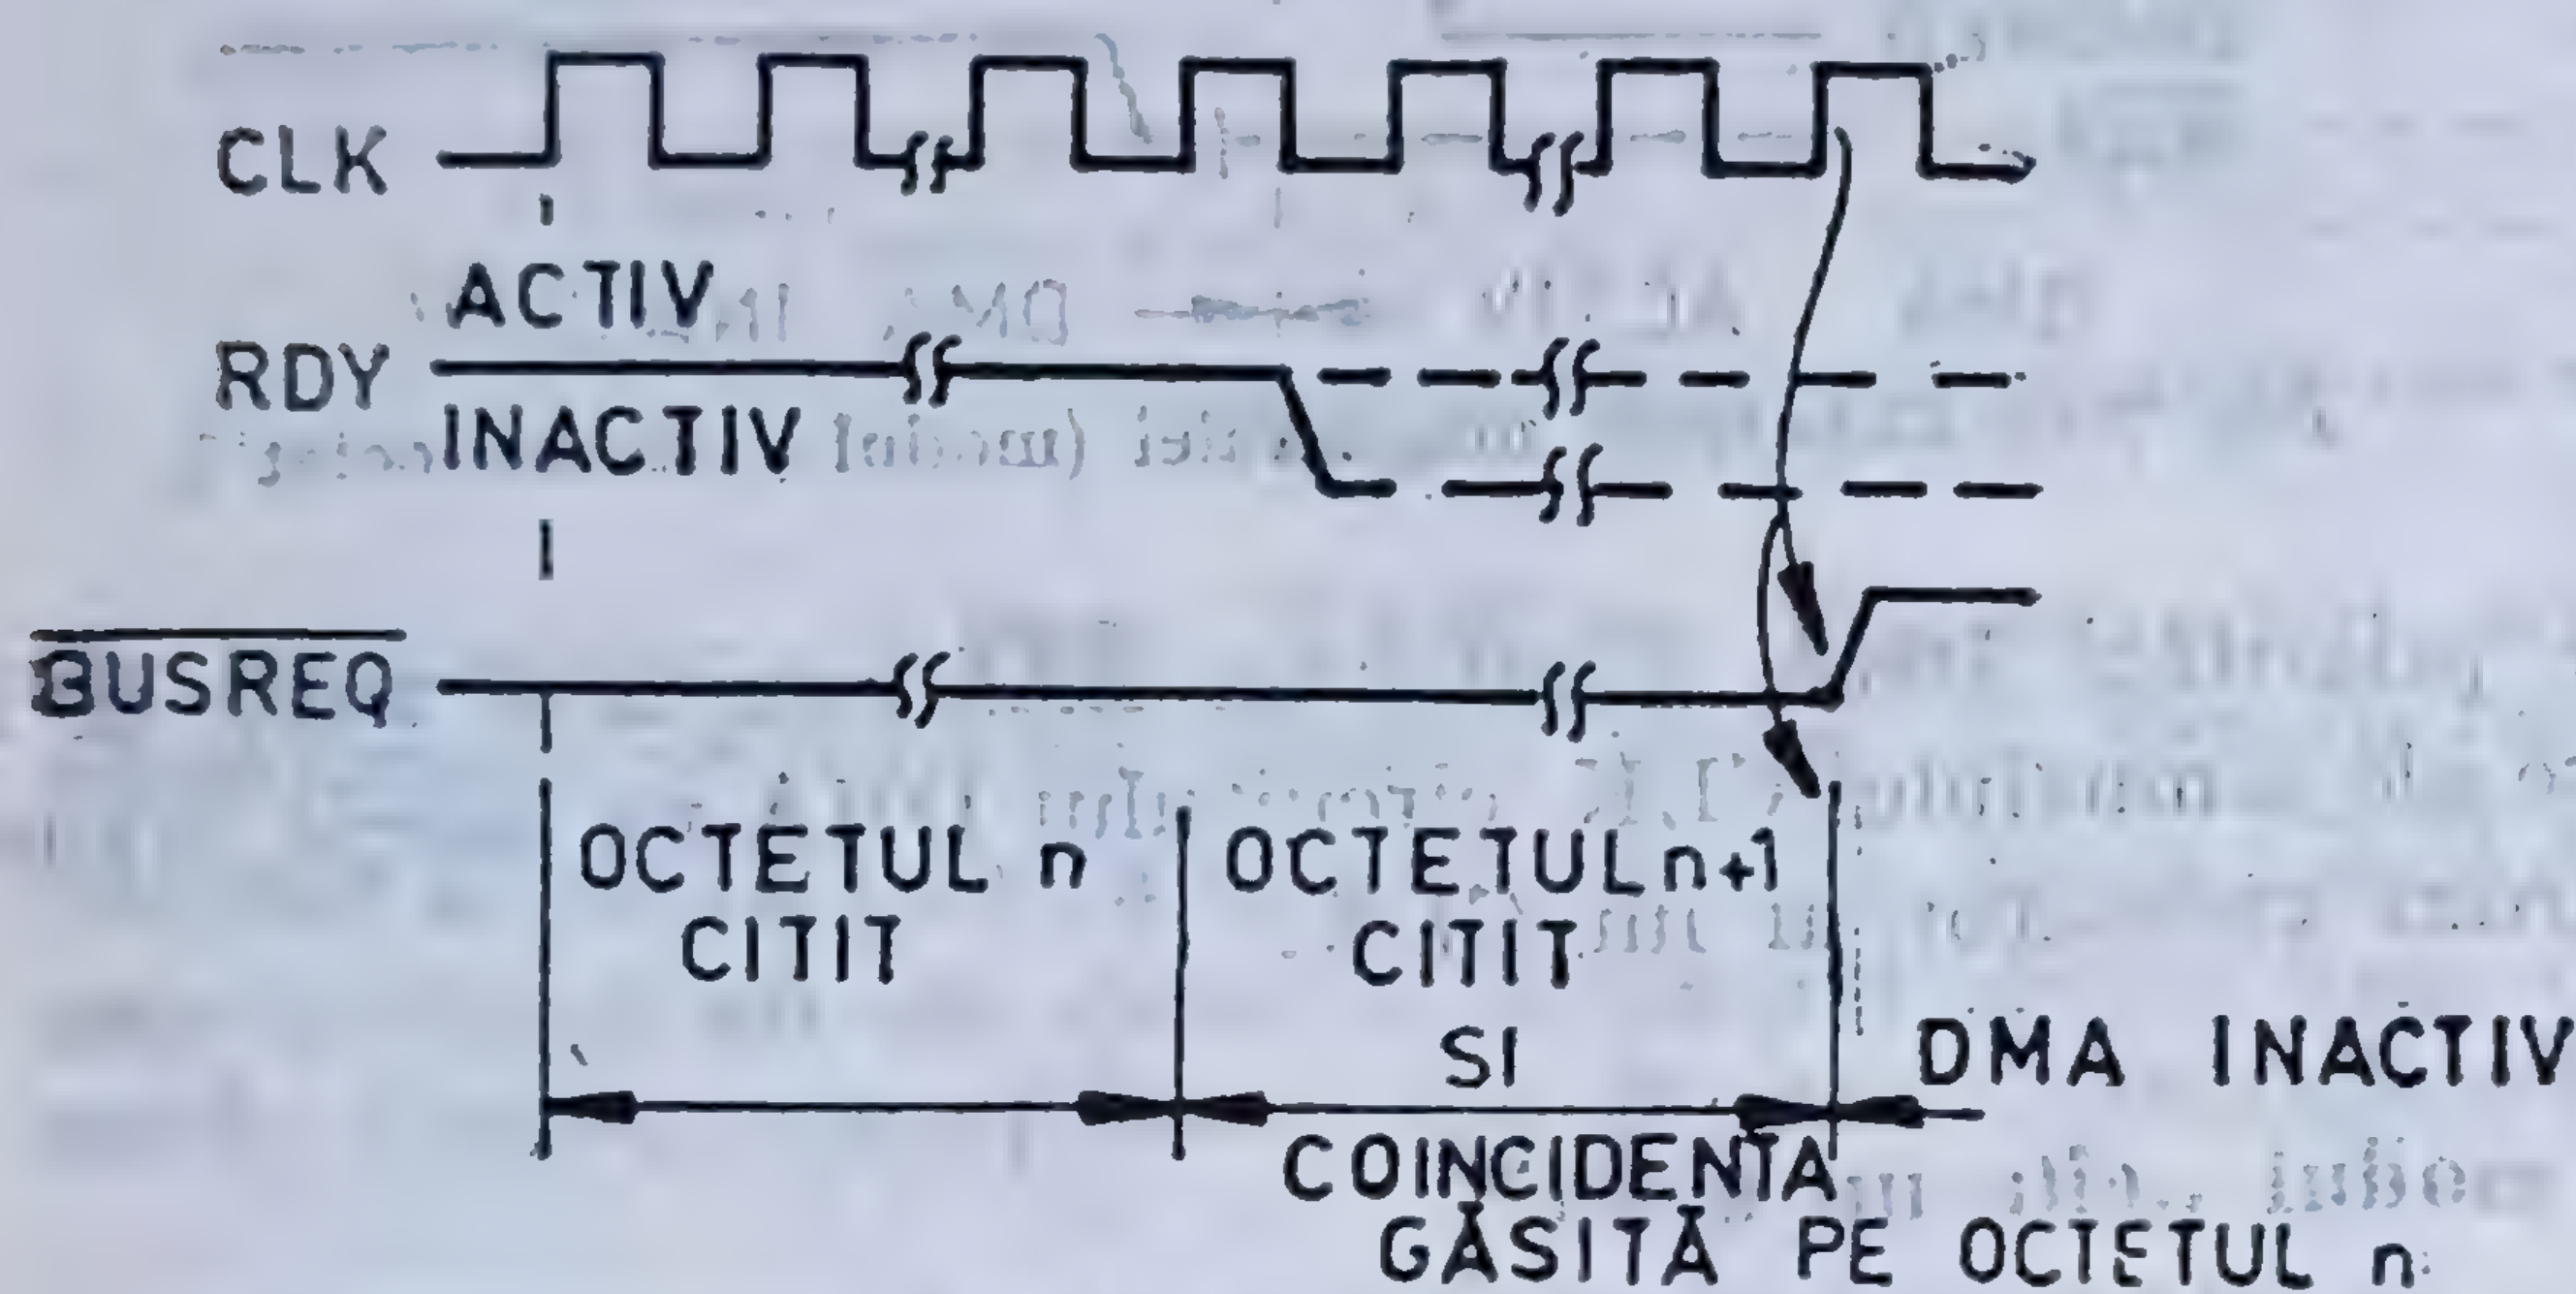 CLK
ACTIV
RDY
INACTIV
BUSREQ
OCTETUL n
CITIT
OCTETUL n+1
CITIT
SI
COINCIDENTA
GĂSITĂ PE OCTETUL n
DMA INACTIV